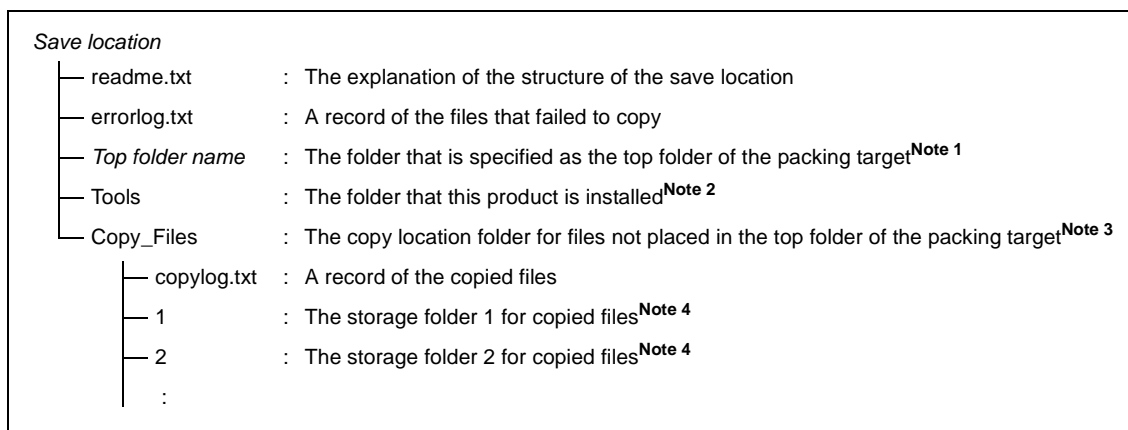 Save location
readme.txt : The explanation of the structure of the save location
errorlog.txt : A record of the files that failed to copy
Top folder name : The folder that is specified as the top folder of the packing target Note 1
Tools : The folder that this product is installed Note 2
Copy_Files : The copy location folder for files not placed in the top folder of the packing target Note 3
copylog.txt : A record of the copied files
1 : The storage folder 1 for copied files Note 4
2 : The storage folder 2 for copied files Note 4
: